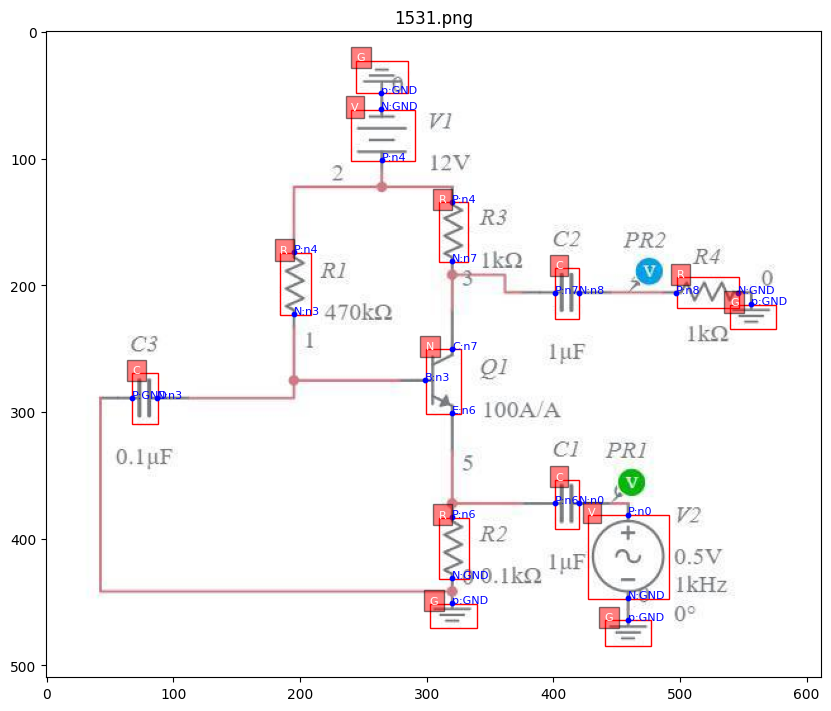 1531.png
G
0
p:GND
V
N:GND
V1
12V
P:n4
2
R
P:n4
R3
N:n7
1kΩ
3
R
P:n4
R1
N:n3
470kΩ
1
C2
PR2
V
C
P:n7
N:n8
1μF
R
R4
0
P:n8
N:GND
G
p:GND
1kΩ
N
C:n7
B:n3
Q1
E:n6
100A/A
C3
C
P:GND
N:n3
0.1μF
5
C1
PR1
V
C
P:n6
N:n0
1μF
V
P:n0
V2
0.5V
1kHz
0°
N:GND
0
G
p:GND
R
P:n6
R2
N:GND
0
0.1kΩ
G
p:GND
0
100
200
300
400
500
0
100
200
300
400
500
600